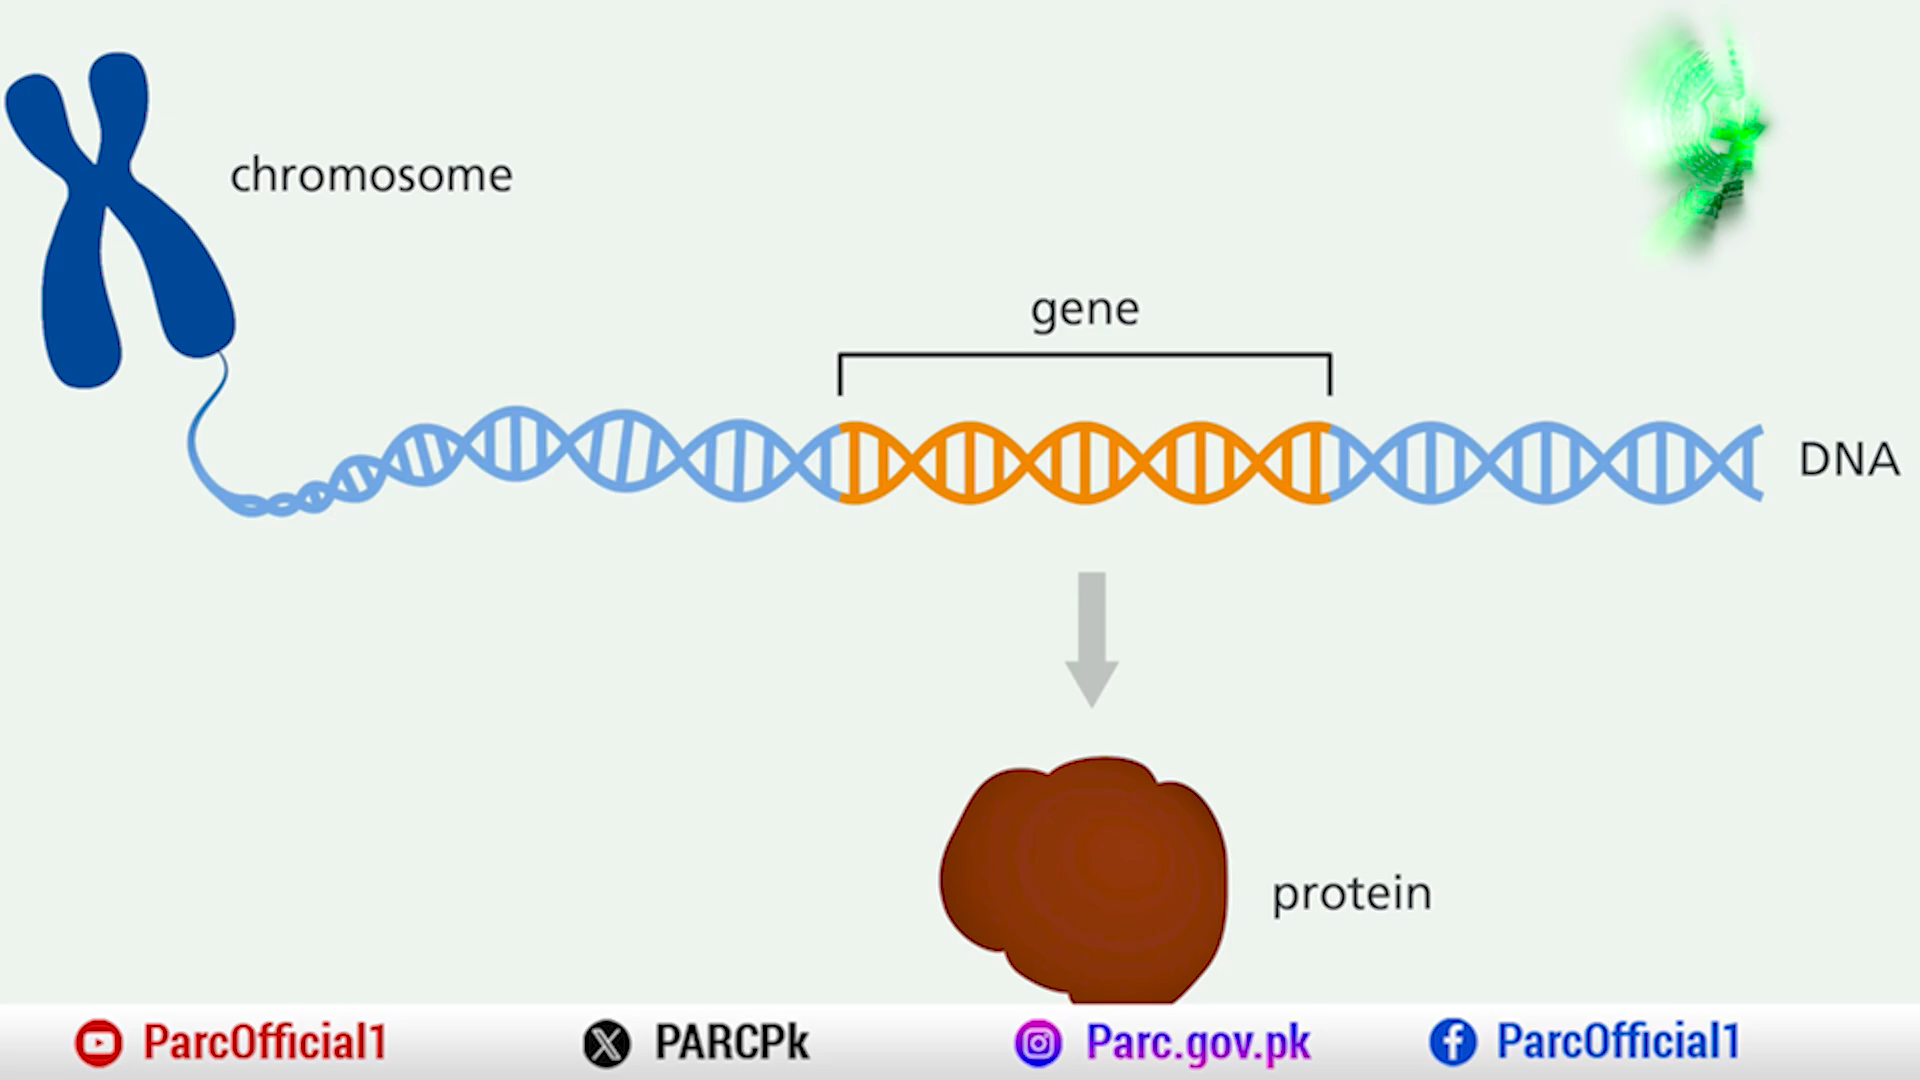 chromosome
gene
DNA
protein
ParcOfficial1
PARCPk
Parc.gov.pk
ParcOfficial1